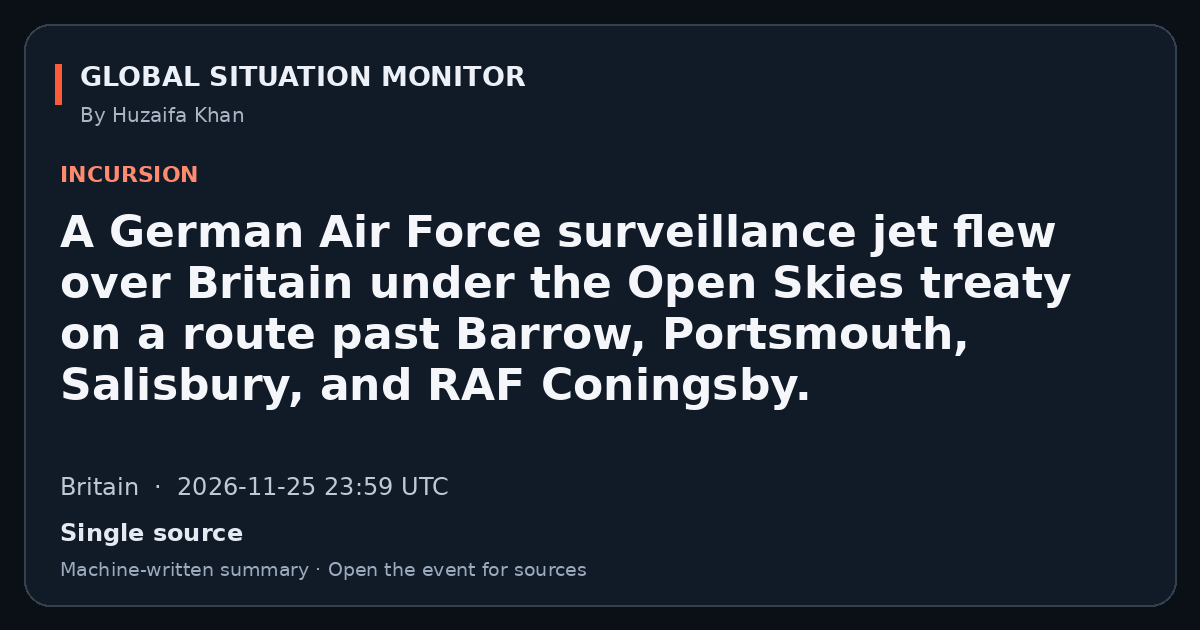 GLOBAL SITUATION MONITOR
By Huzaifa Khan
INCURSION
A German Air Force surveillance jet flew
over Britain under the Open Skies treaty
on a route past Barrow, Portsmouth,
Salisbury, and RAF Coningsby.
Britain · 2026-11-25 23:59 UTC
Single source
Machine-written summary · Open the event for sources